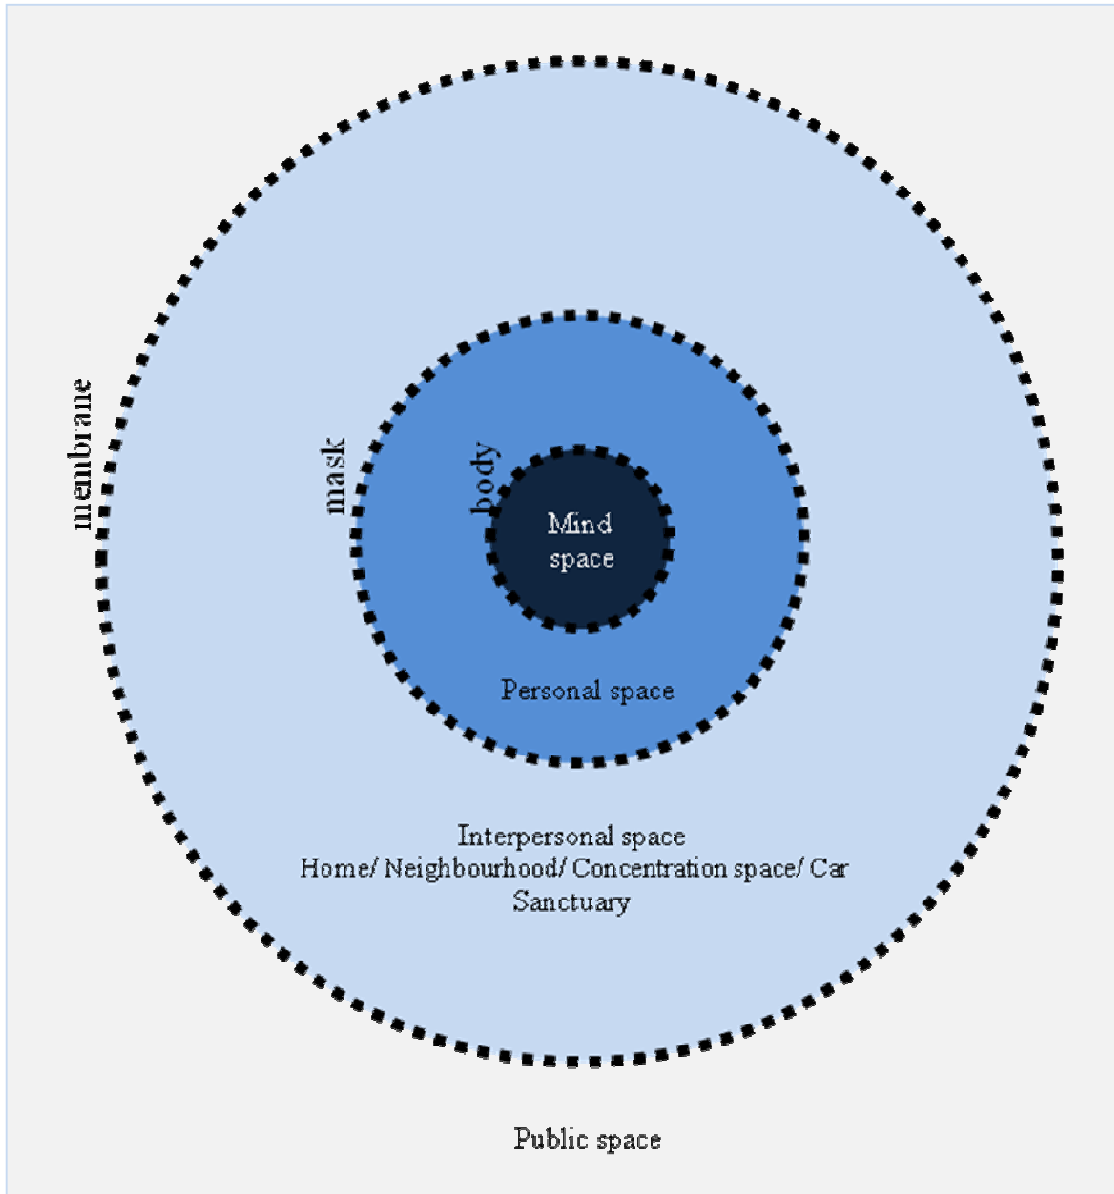 membrane
mask
body
Mind
space
Personal space
Interpersonal space
Home/ Neighbourhood/ Concentration space/ Car
Sanctuary
Public space